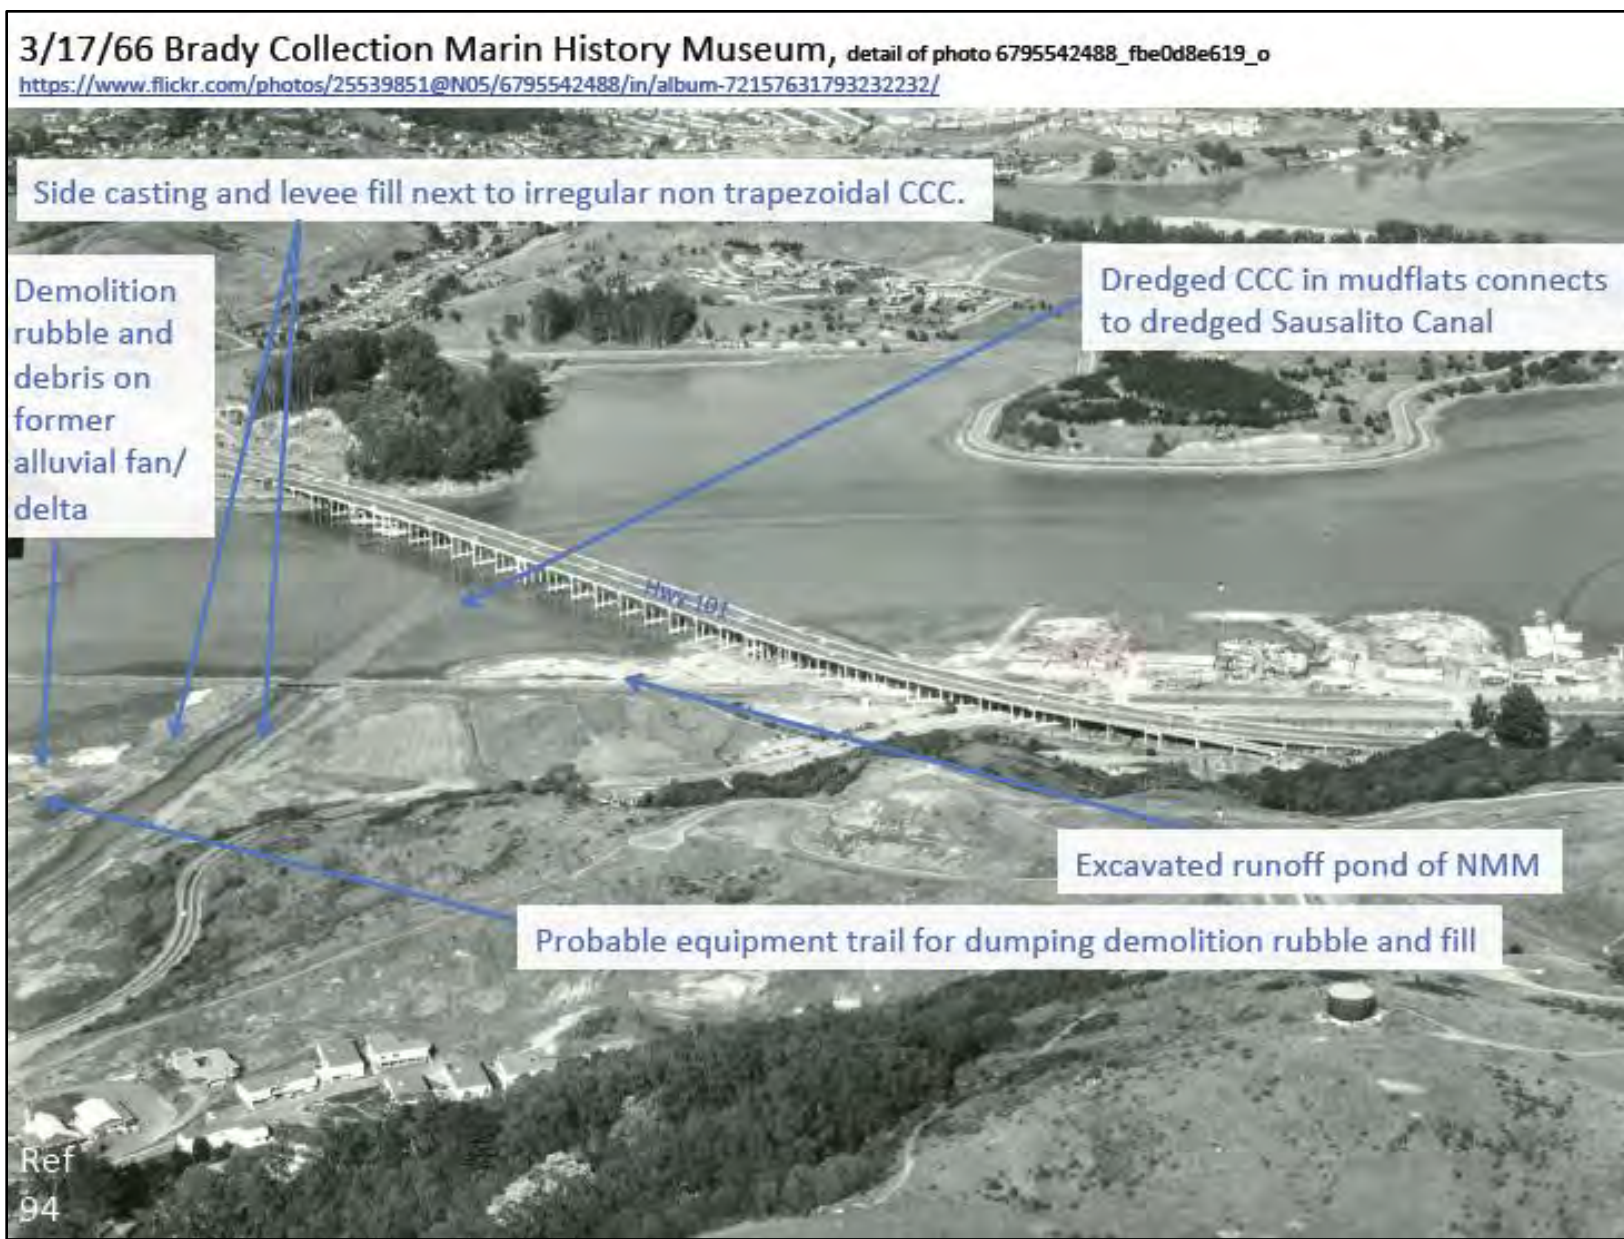 3/17/66 Brady Collection Marin History Museum, detail of photo 6795542488_fbe0d8e619_o
https://www.flickr.com/photos/25539851@N05/6795542488/in/album-72157631793232232/
Side casting and levee fill next to irregular non trapezoidal CCC.
Demolition
rubble and
debris on
former
alluvial fan/
delta
Dredged CCC in mudflats connects
to dredged Sausalito Canal
Hwy 101
Excavated runoff pond of NMM
Probable equipment trail for dumping demolition rubble and fill
Ref
94